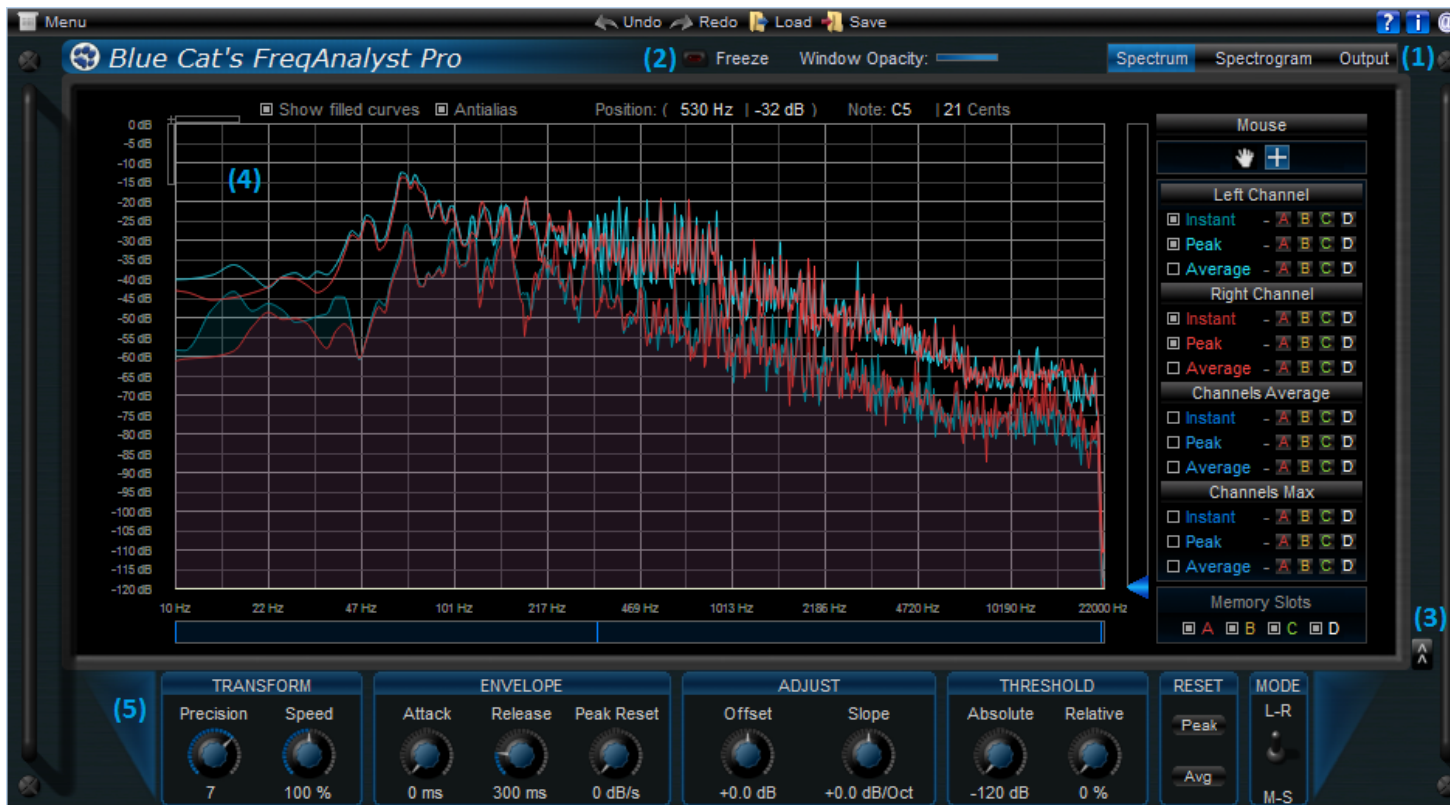 Menu Undo Redo Load Save ? i @
Blue Cat's FreqAnalyst Pro (2) Freeze Window Opacity: Spectrum Spectrogram Output (1)
Show filled curves Antialias Position: ( 530 Hz | -32 dB ) Note: C5 | 21 Cents
0 dB
-5 dB
-10 dB
-15 dB
-20 dB
-25 dB
-30 dB
-35 dB
-40 dB
-45 dB
-50 dB
-55 dB
-60 dB
-65 dB
-70 dB
-75 dB
-80 dB
-85 dB
-90 dB
-95 dB
-100 dB
-105 dB
-110 dB
-115 dB
-120 dB
(4)
10 Hz 22 Hz 47 Hz 101 Hz 217 Hz 469 Hz 1013 Hz 2186 Hz 4720 Hz 10190 Hz 22000 Hz
Mouse
Left Channel
Instant - A B C D
Peak - A B C D
Average - A B C D
Right Channel
Instant - A B C D
Peak - A B C D
Average - A B C D
Channels Average
Instant - A B C D
Peak - A B C D
Average - A B C D
Channels Max
Instant - A B C D
Peak - A B C D
Average - A B C D
Memory Slots
A B C D
(3)
(5)
TRANSFORM
Precision Speed
7 100 %
ENVELOPE
Attack Release Peak Reset
0 ms 300 ms 0 dB/s
ADJUST
Offset Slope
+0.0 dB +0.0 dB/Oct
THRESHOLD
Absolute Relative
-120 dB 0 %
RESET
Peak
Avg
MODE
L-R
M-S